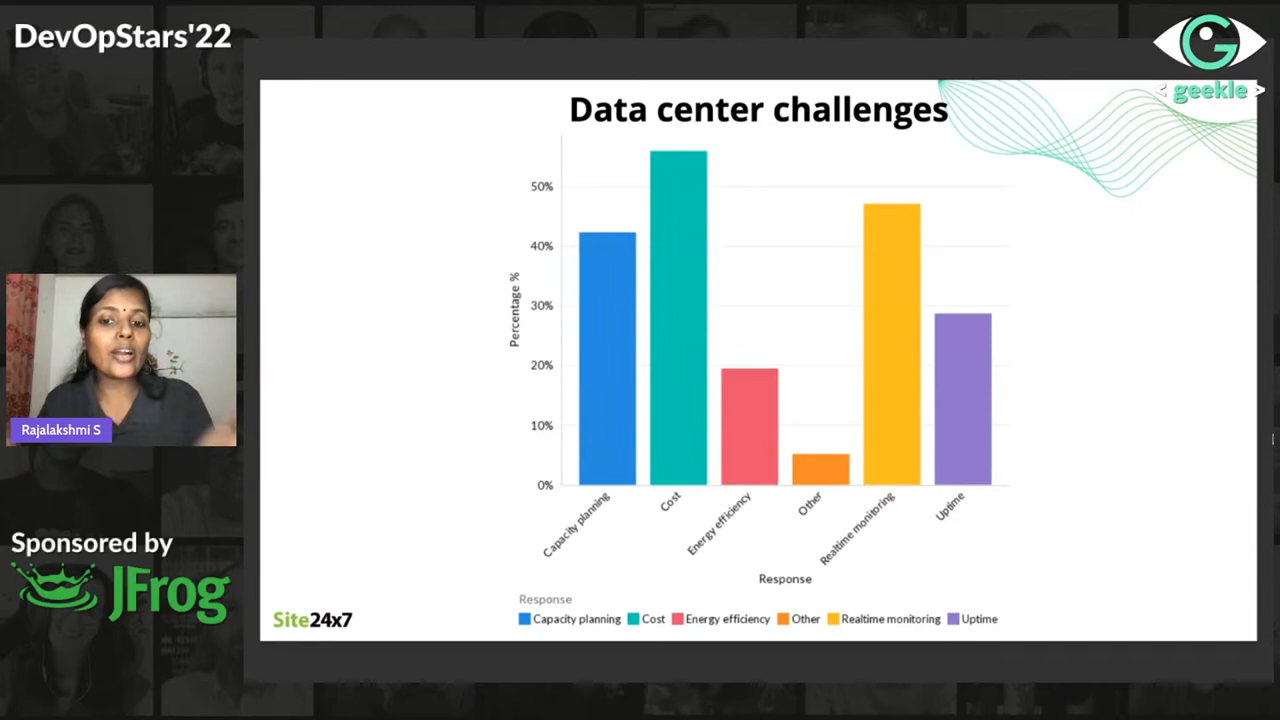 DevOpStars'22
G
< geekle >
Data center challenges
Percentage %
50%
40%
30%
20%
10%
0%
Capacity planning
Cost
Energy efficiency
Other
Realtime monitoring
Uptime
Response
Response
Capacity planning Cost Energy efficiency Other Realtime monitoring Uptime
Site24x7
Rajalakshmi S
Sponsored by
JFrog